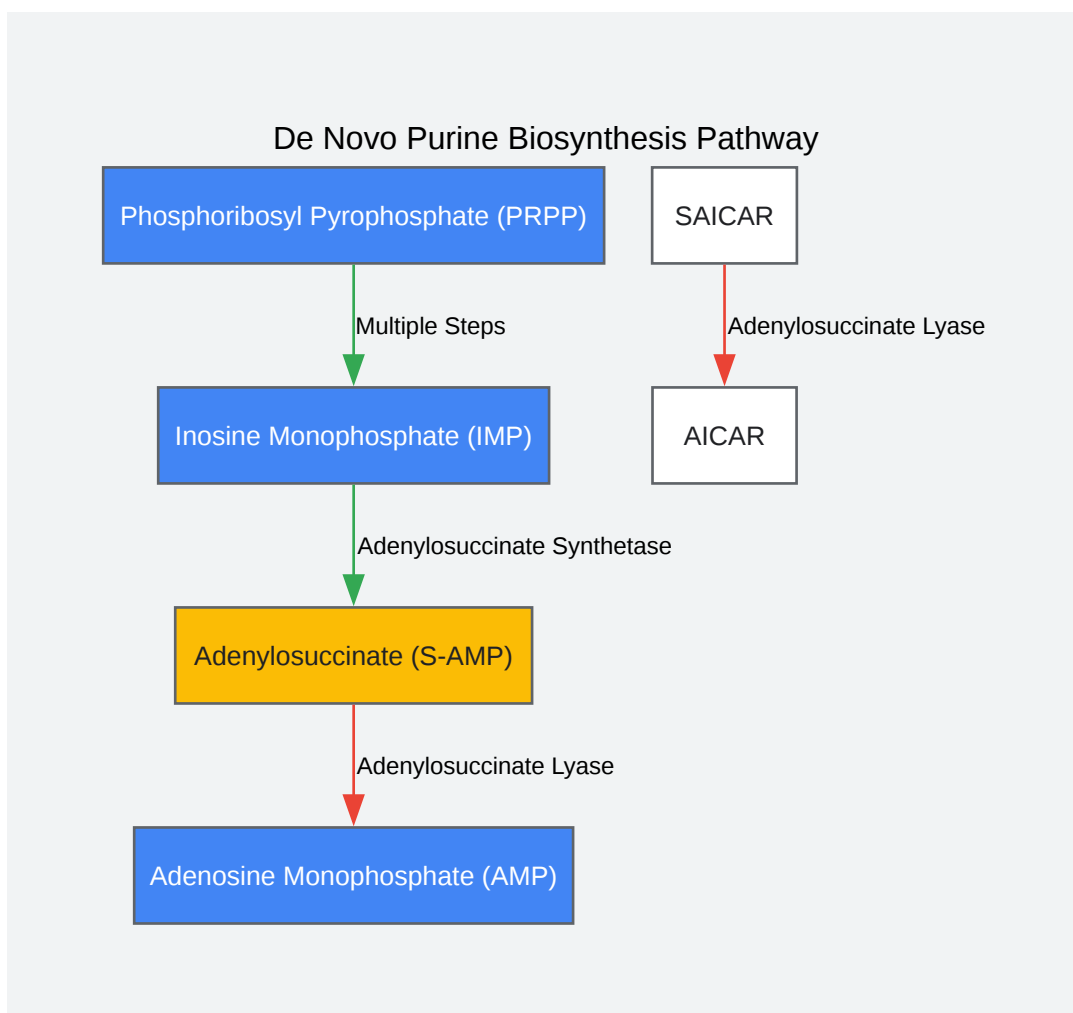 De Novo Purine Biosynthesis Pathway
Phosphoribosyl Pyrophosphate (PRPP)
SAICAR
Multiple Steps
Adenylosuccinate Lyase
Inosine Monophosphate (IMP)
AICAR
Adenylosuccinate Synthetase
Adenylosuccinate (S-AMP)
Adenylosuccinate Lyase
Adenosine Monophosphate (AMP)